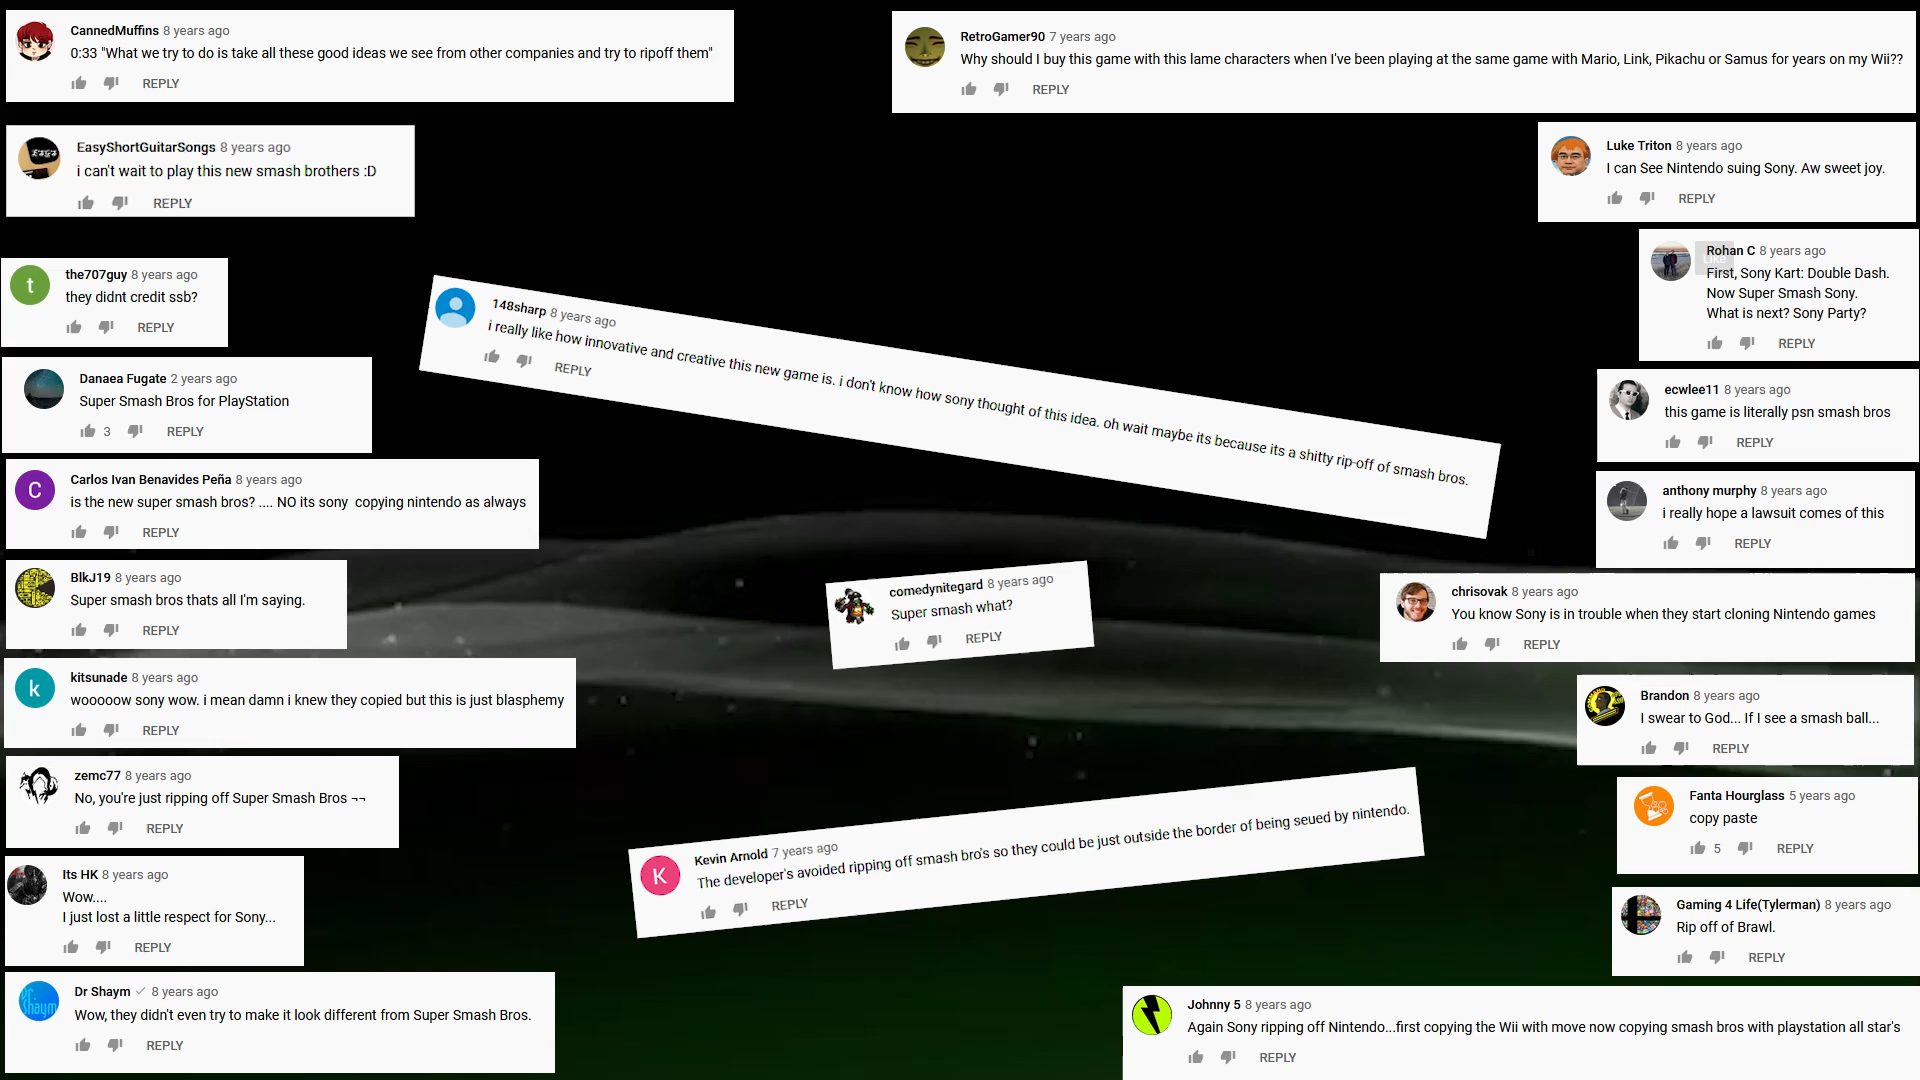 CannedMuffins 8 years ago
0:33 "What we try to do is take all these good ideas we see from other companies and try to ripoff them"
REPLY
EasyShortGuitarSongs 8 years ago
i can't wait to play this new smash brothers :D
REPLY
t
the707guy 8 years ago
they didnt credit ssb?
REPLY
Danaea Fugate 2 years ago
Super Smash Bros for PlayStation
3 REPLY
C
Carlos Ivan Benavides Peña 8 years ago
is the new super smash bros? .... NO its sony  copying nintendo as always
REPLY
BlkJ19 8 years ago
Super smash bros thats all I'm saying.
REPLY
k
kitsunade 8 years ago
wooooow sony wow. i mean damn i knew they copied but this is just blasphemy
REPLY
zemc77 8 years ago
No, you're just ripping off Super Smash Bros ¬¬
REPLY
Its HK 8 years ago
Wow....
I just lost a little respect for Sony...
REPLY
Dr Shaym
Dr Shaym ✓ 8 years ago
Wow, they didn't even try to make it look different from Super Smash Bros.
REPLY
148sharp 8 years ago
i really like how innovative and creative this new game is. i don't know how sony thought of this idea. oh wait maybe its because its a shitty rip-off of smash bros.
REPLY
comedynitegard 8 years ago
Super smash what?
REPLY
K
Kevin Arnold 7 years ago
The developer's avoided ripping off smash bro's so they could be just outside the border of being seued by nintendo.
REPLY
RetroGamer90 7 years ago
Why should I buy this game with this lame characters when I've been playing at the same game with Mario, Link, Pikachu or Samus for years on my Wii??
REPLY
Luke Triton 8 years ago
I can See Nintendo suing Sony. Aw sweet joy.
REPLY
Rohan C 8 years ago
First, Sony Kart: Double Dash.
Now Super Smash Sony.
What is next? Sony Party?
REPLY
ecwlee11 8 years ago
this game is literally psn smash bros
REPLY
anthony murphy 8 years ago
i really hope a lawsuit comes of this
REPLY
chrisovak 8 years ago
You know Sony is in trouble when they start cloning Nintendo games
REPLY
Brandon 8 years ago
I swear to God... If I see a smash ball...
REPLY
Fanta Hourglass 5 years ago
copy paste
5 REPLY
Gaming 4 Life(Tylerman) 8 years ago
Rip off of Brawl.
REPLY
Johnny 5 8 years ago
Again Sony ripping off Nintendo...first copying the Wii with move now copying smash bros with playstation all star's
REPLY